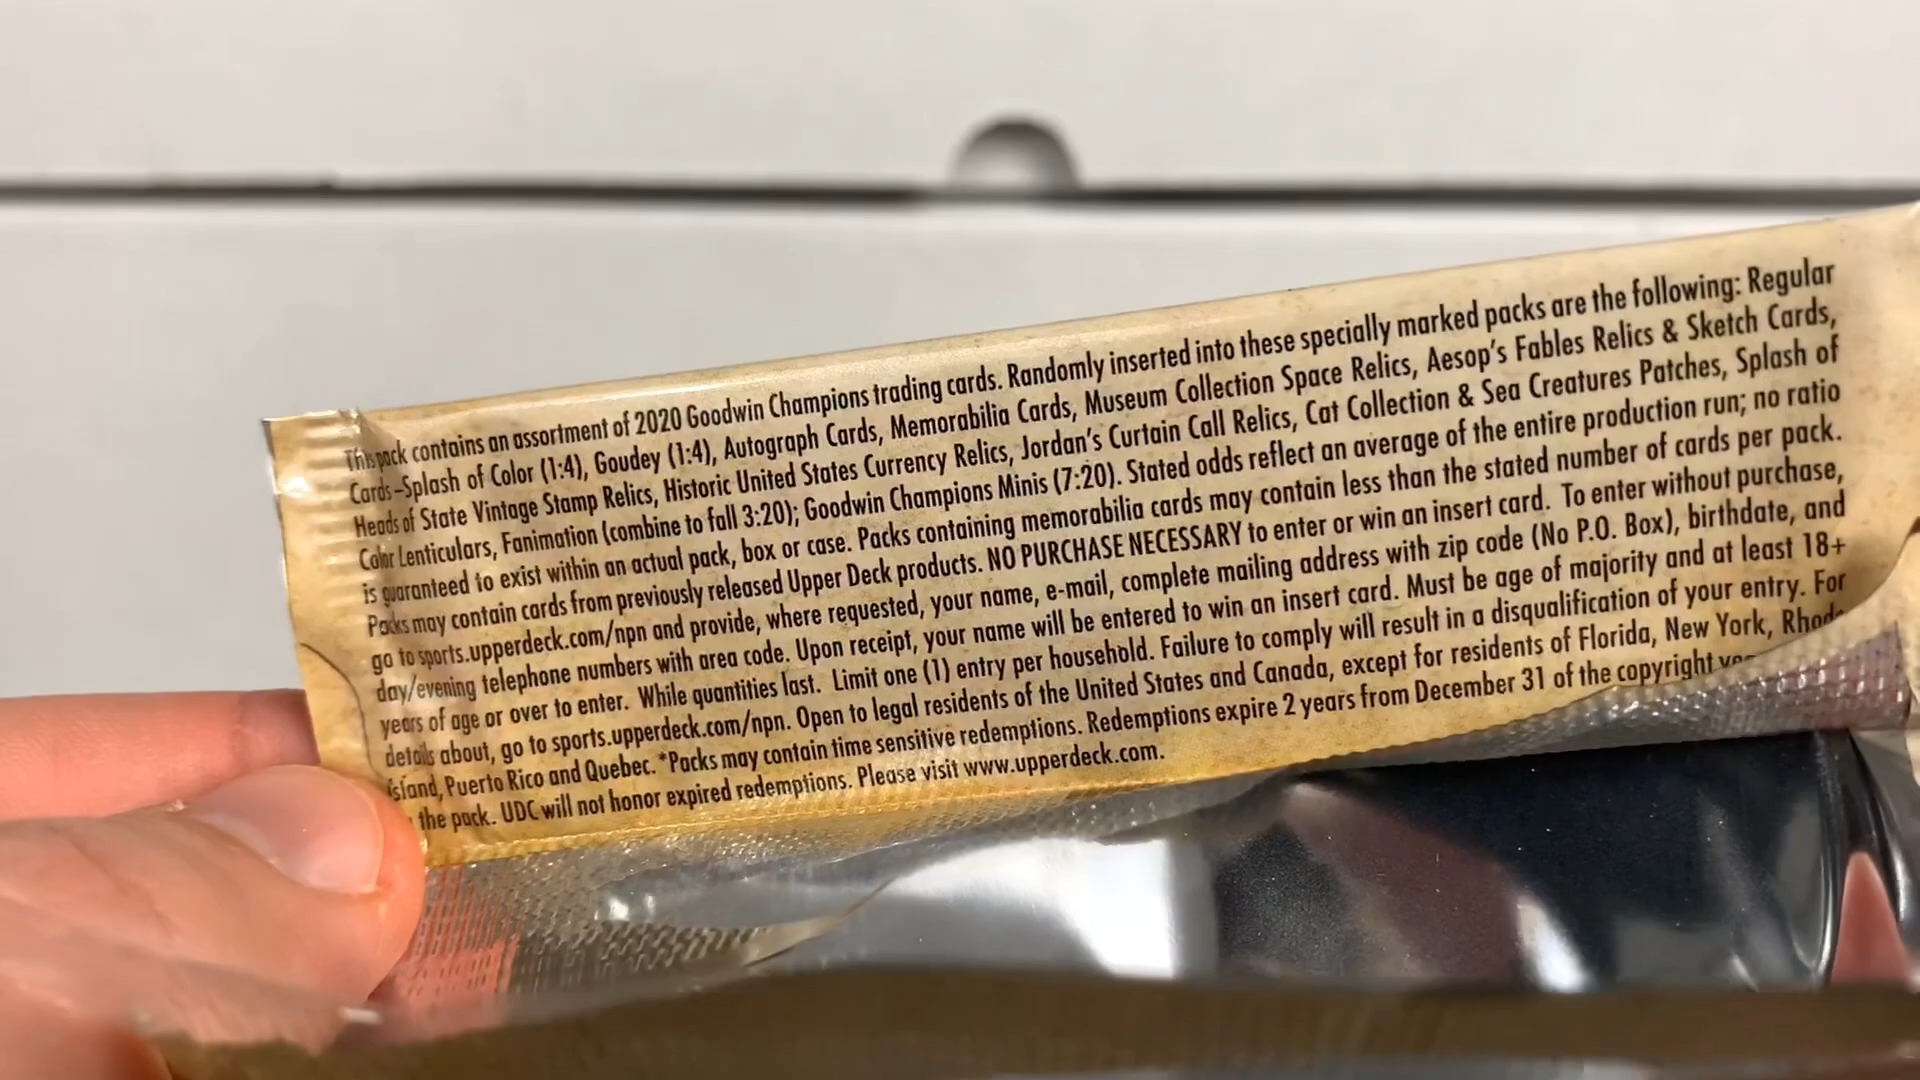 This pack contains an assortment of 2020 Goodwin Champions trading cards. Randomly inserted into these specially marked packs are the following: Regular
Cards–Splash of Color (1:4), Goudey (1:4), Autograph Cards, Memorabilia Cards, Museum Collection Space Relics, Aesop's Fables Relics & Sketch Cards,
Heads of State Vintage Stamp Relics, Historic United States Currency Relics, Jordan's Curtain Call Relics, Cat Collection & Sea Creatures Patches, Splash of
Color Lenticulars, Fanimation (combine to fall 3:20); Goodwin Champions Minis (7:20). Stated odds reflect an average of the entire production run; no ratio
is guaranteed to exist within an actual pack, box or case. Packs containing memorabilia cards may contain less than the stated number of cards per pack.
Packs may contain cards from previously released Upper Deck products. NO PURCHASE NECESSARY to enter or win an insert card. To enter without purchase,
go to sports.upperdeck.com/npn and provide, where requested, your name, e-mail, complete mailing address with zip code (No P.O. Box), birthdate, and
day/evening telephone numbers with area code. Upon receipt, your name will be entered to win an insert card. Must be age of majority and at least 18+
years of age or over to enter. While quantities last. Limit one (1) entry per household. Failure to comply will result in a disqualification of your entry. For
details about, go to sports.upperdeck.com/npn. Open to legal residents of the United States and Canada, except for residents of Florida, New York, Rhode
Island, Puerto Rico and Quebec. *Packs may contain time sensitive redemptions. Redemptions expire 2 years from December 31 of the copyright
the pack. UDC will not honor expired redemptions. Please visit www.upperdeck.com.